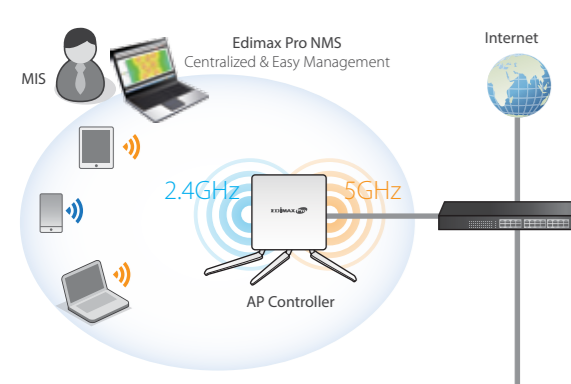 Edimax Pro NMS
Centralized & Easy Management
Internet
MIS
2.4GHz
5GHz
EDIMAX Pro
AP Controller